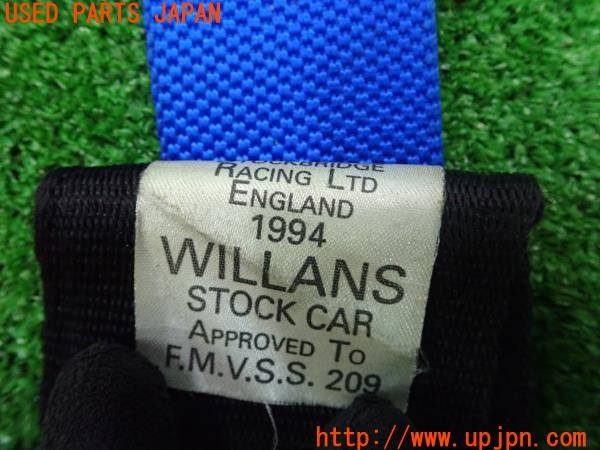 USED PARTS JAPAN
RACING LTD
ENGLAND
1994
WILLANS
STOCK CAR
APPROVED TO
F.M.V.S.S. 209
http://www.upjpn.com/